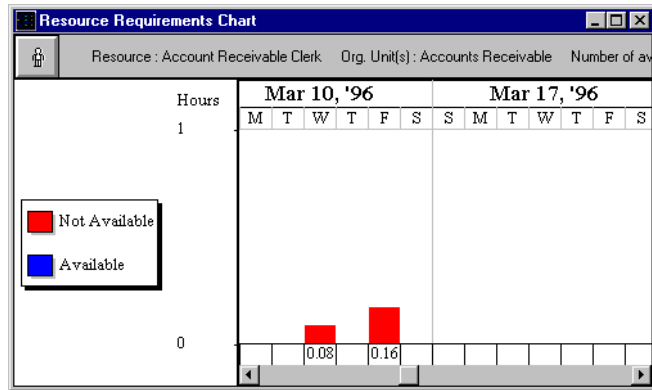 Resource Requirements Chart
Resource : Account Receivable Clerk Org. Unit(s) : Accounts Receivable Number of av
Hours Mar 10, '96 Mar 17, '96
M T W T F S S M T W T F S
1
Not Available
Available
0
0.08 0.16